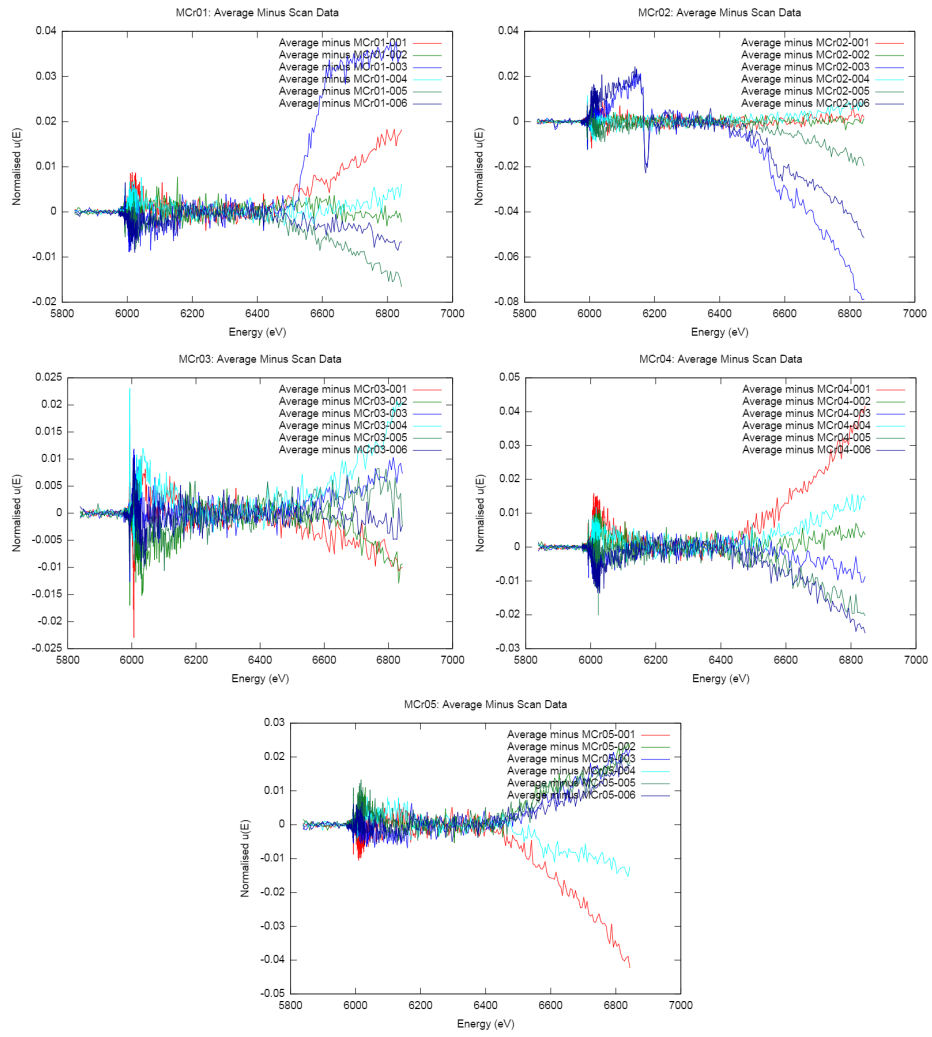 MCr01: Average Minus Scan Data
Normalised u(E)
0.04
0.03
0.02
0.01
0
-0.01
-0.02
Average minus MCr01-001
Average minus MCr01-002
Average minus MCr01-003
Average minus MCr01-004
Average minus MCr01-005
Average minus MCr01-006
5800 6000 6200 6400 6600 6800 7000
Energy (eV)
MCr02: Average Minus Scan Data
Normalised u(E)
0.04
0.02
0
-0.02
-0.04
-0.06
-0.08
Average minus MCr02-001
Average minus MCr02-002
Average minus MCr02-003
Average minus MCr02-004
Average minus MCr02-005
Average minus MCr02-006
5800 6000 6200 6400 6600 6800 7000
Energy (eV)
MCr03: Average Minus Scan Data
Normalised u(E)
0.025
0.02
0.015
0.01
0.005
0
-0.005
-0.01
-0.015
-0.02
-0.025
Average minus MCr03-001
Average minus MCr03-002
Average minus MCr03-003
Average minus MCr03-004
Average minus MCr03-005
Average minus MCr03-006
5800 6000 6200 6400 6600 6800 7000
Energy (eV)
MCr04: Average Minus Scan Data
Normalised u(E)
0.05
0.04
0.03
0.02
0.01
0
-0.01
-0.02
-0.03
Average minus MCr04-001
Average minus MCr04-002
Average minus MCr04-003
Average minus MCr04-004
Average minus MCr04-005
Average minus MCr04-006
5800 6000 6200 6400 6600 6800 7000
Energy (eV)
MCr05: Average Minus Scan Data
Normalised u(E)
0.03
0.02
0.01
0
-0.01
-0.02
-0.03
-0.04
-0.05
Average minus MCr05-001
Average minus MCr05-002
Average minus MCr05-003
Average minus MCr05-004
Average minus MCr05-005
Average minus MCr05-006
5800 6000 6200 6400 6600 6800 7000
Energy (eV)